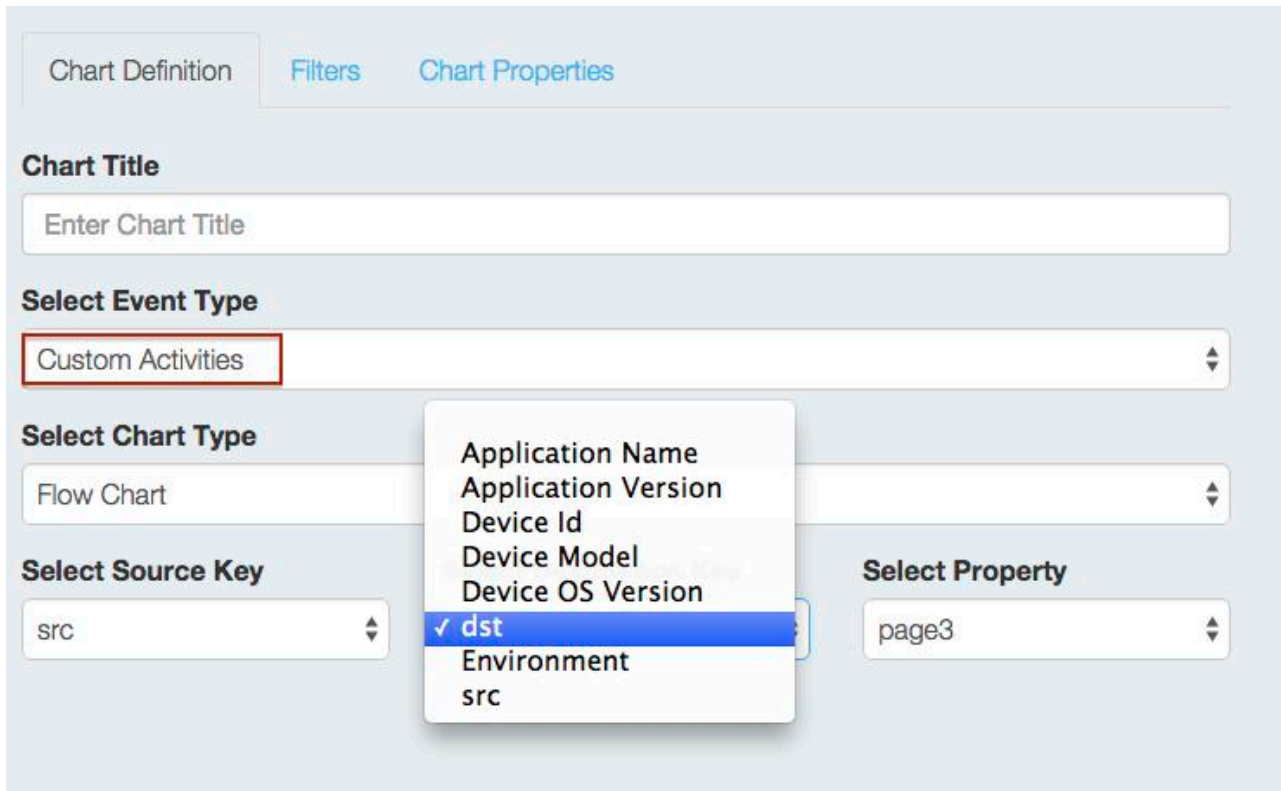 Chart Definition Filters Chart Properties
Chart Title
Enter Chart Title
Select Event Type
Custom Activities
Select Chart Type
Flow Chart
Select Source Key
src
Application Name
Application Version
Device Id
Device Model
Device OS Version
✓ dst
Environment
src
Select Property
page3